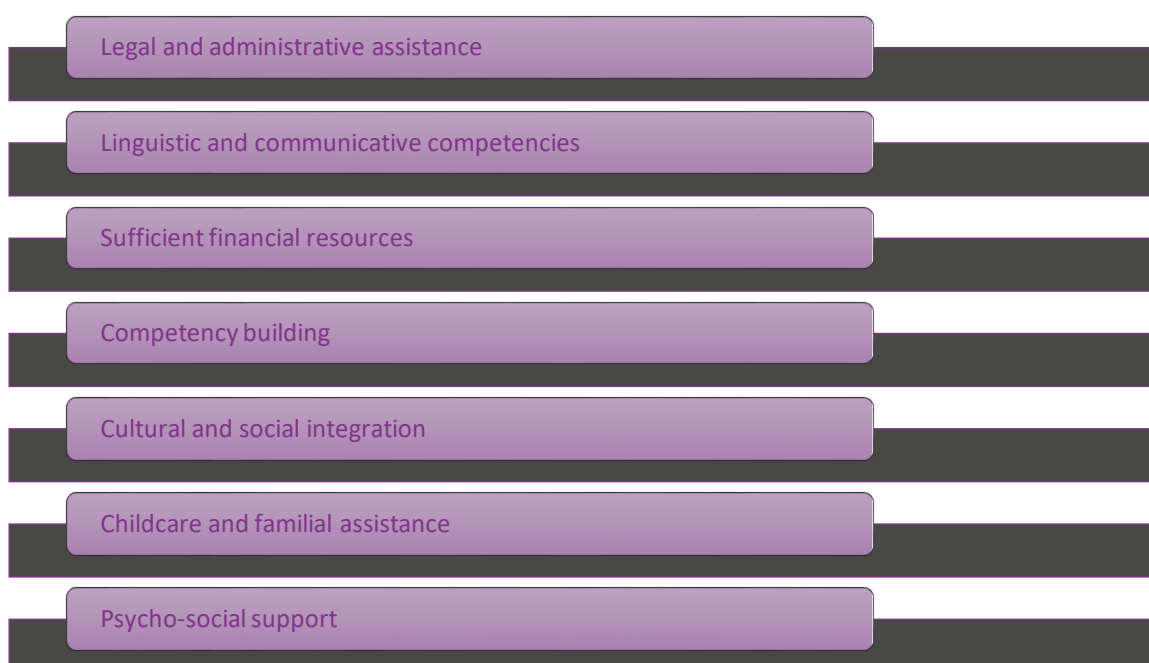 Legal and administrative assistance
Linguistic and communicative competencies
Sufficient financial resources
Competency building
Cultural and social integration
Childcare and familial assistance
Psycho-social support